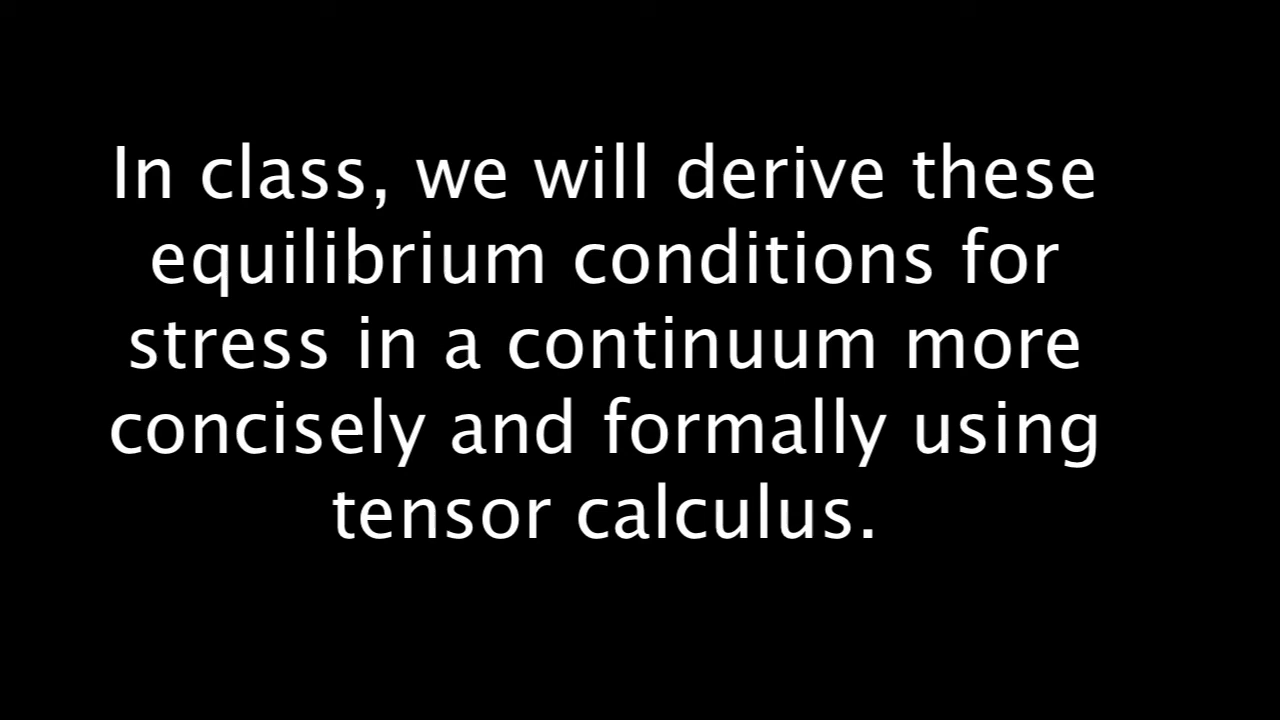 In class, we will derive these
equilibrium conditions for
stress in a continuum more
concisely and formally using
tensor calculus.